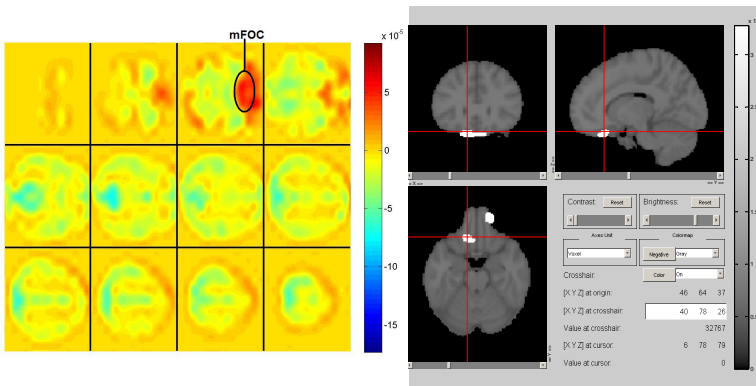 mFOC
x 10⁻⁵
5
0
-5
-10
-15
<< X >>
<< Y >>
Contrast: Reset
Brightness: Reset
Axes Unit
Colormap
Voxel
Negative Gray
Crosshair: Color On
[X Y Z] at origin: 46 64 37
[X Y Z] at crosshair: 40 78 26
Value at crosshair: 32767
[X Y Z] at cursor: 6 78 79
Value at cursor: 0